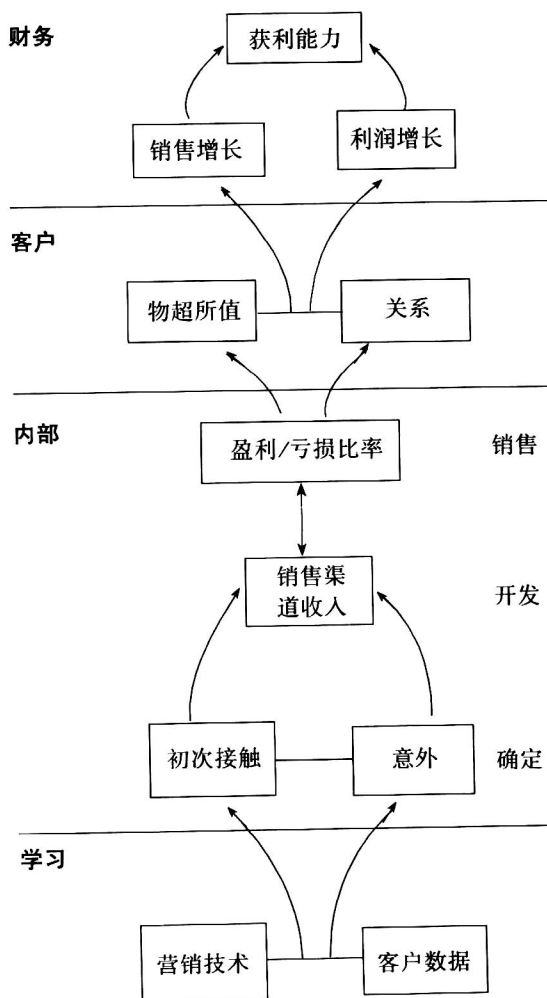 财务
获利能力
销售增长
利润增长
客户
物超所值
关系
内部
盈利/亏损比率
销售
销售渠
道收入
开发
初次接触
意外
确定
学习
营销技术
客户数据